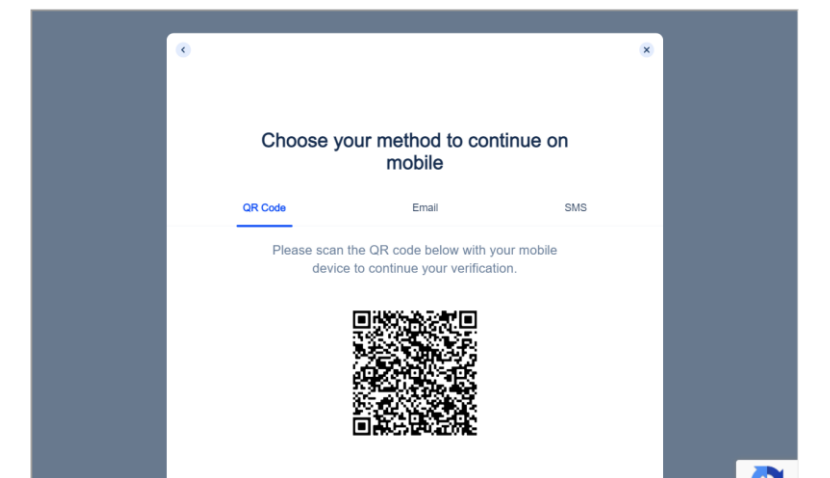 Choose your method to continue on
mobile
QR Code
Email
SMS
Please scan the QR code below with your mobile
device to continue your verification.